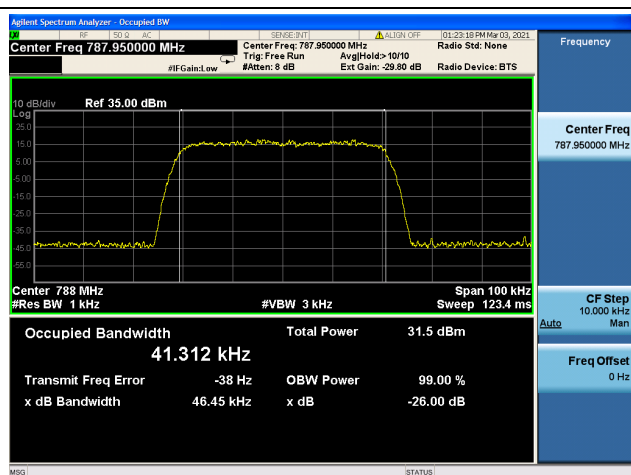 Agilent Spectrum Analyzer - Occupied BW
LXI RF 50 Ω AC SENSE:INT ALIGN OFF 01:23:18 PM Mar 03, 2021
Center Freq 787.950000 MHz Center Freq: 787.950000 MHz Radio Std: None
Trig: Free Run Avg|Hold:> 10/10
#IFGain:Low #Atten: 8 dB Ext Gain: -29.80 dB Radio Device: BTS
10 dB/div Ref 35.00 dBm
Log
25.0
15.0
5.00
-5.00
-15.0
-25.0
-35.0
-45.0
-55.0
Center 788 MHz Span 100 kHz
#Res BW 1 kHz #VBW 3 kHz Sweep 123.4 ms
Occupied Bandwidth Total Power 31.5 dBm
41.312 kHz
Transmit Freq Error -38 Hz OBW Power 99.00 %
x dB Bandwidth 46.45 kHz x dB -26.00 dB
MSG STATUS
Frequency
Center Freq
787.950000 MHz
CF Step
10.000 kHz
Auto Man
Freq Offset
0 Hz